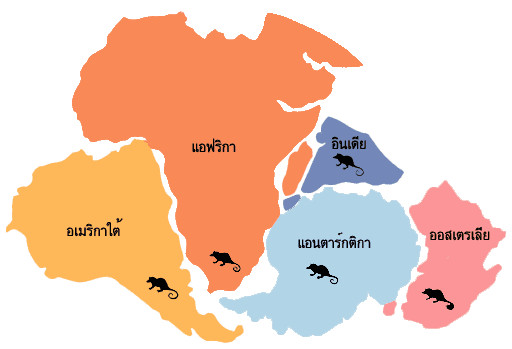 แอฟริกา
อินเดีย
อเมริกาใต้
แอนตาร์กติกา
ออสเตรเลีย